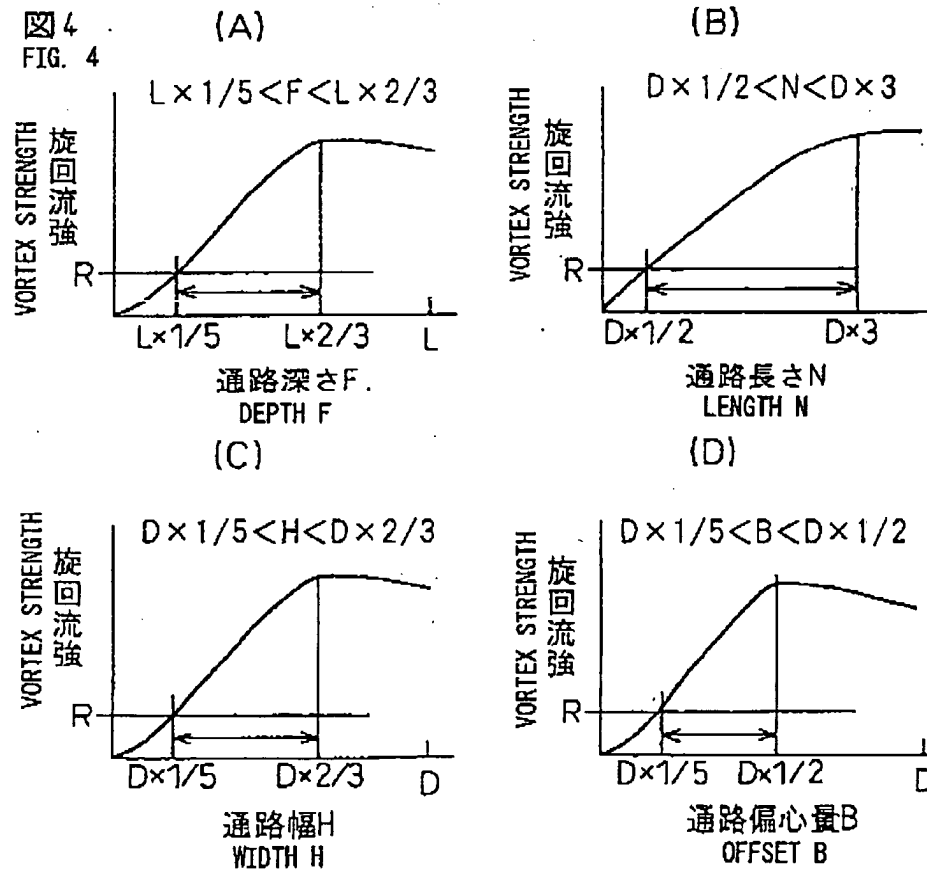 図4
FIG. 4
(A)
L×1/5<F<L×2/3
VORTEX STRENGTH
旋回流強
R
L×1/5
L×2/3
L
通路深さF.
DEPTH F
(B)
D×1/2<N<D×3
VORTEX STRENGTH
旋回流強
R
D×1/2
D×3
通路長さN
LENGTH N
(C)
D×1/5<H<D×2/3
VORTEX STRENGTH
旋回流強
R
D×1/5
D×2/3
D
通路幅H
WIDTH H
(D)
D×1/5<B<D×1/2
VORTEX STRENGTH
旋回流強
R
D×1/5
D×1/2
D
通路偏心量B
OFFSET B